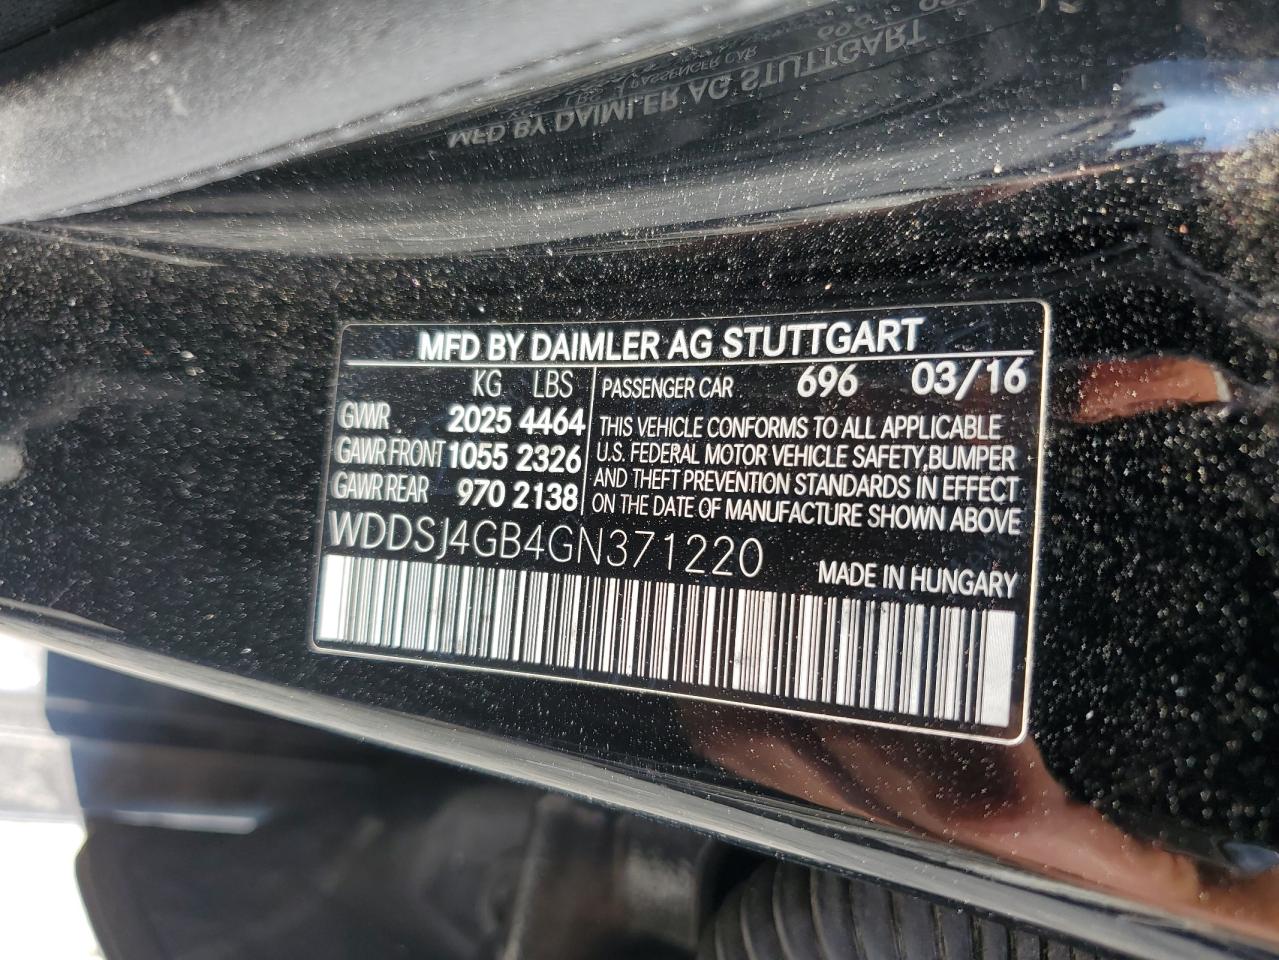 MFD BY DAIMLER AG STUTTGART
KG LBS PASSENGER CAR 696 03/16
GVWR 2025 4464
GAWR FRONT 1055 2326
GAWR REAR 970 2138
THIS VEHICLE CONFORMS TO ALL APPLICABLE
U.S. FEDERAL MOTOR VEHICLE SAFETY, BUMPER
AND THEFT PREVENTION STANDARDS IN EFFECT
ON THE DATE OF MANUFACTURE SHOWN ABOVE
WDDSJ4GB4GN371220
MADE IN HUNGARY